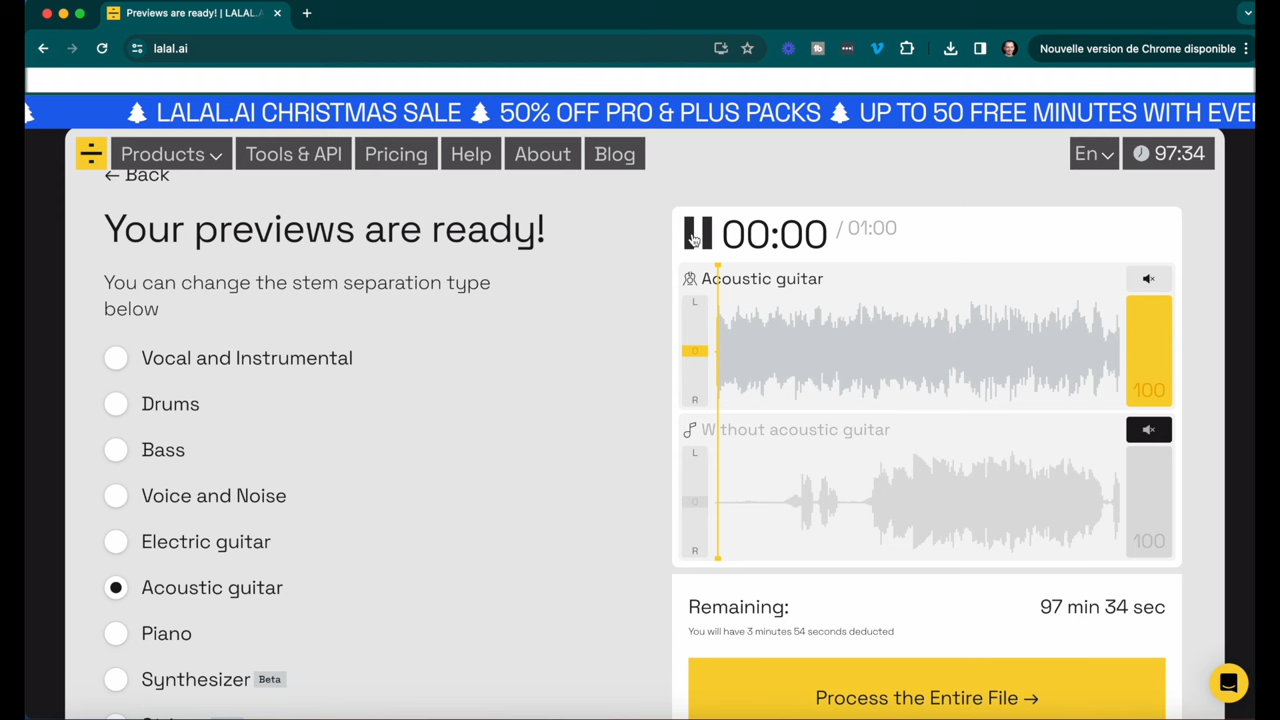 Previews are ready! | LALAL.A
lalal.ai
Nouvelle version de Chrome disponible
LALAL.AI CHRISTMAS SALE 50% OFF PRO & PLUS PACKS UP TO 50 FREE MINUTES WITH EVE
Products
Tools & API
Pricing
Help
About
Blog
En
97:34
← Back
Your previews are ready!
You can change the stem separation type
below
Vocal and Instrumental
Drums
Bass
Voice and Noise
Electric guitar
Acoustic guitar
Piano
Synthesizer Beta
00:00 / 01:00
Acoustic guitar
L
0
R
100
Without acoustic guitar
L
0
R
100
Remaining: 97 min 34 sec
You will have 3 minutes 54 seconds deducted
Process the Entire File →